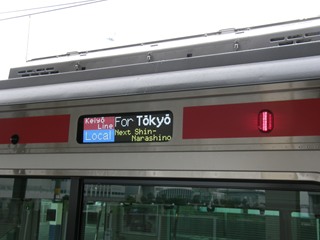 Keiyō Line
For Tōkyō
Local
Next Shin-
Narashino